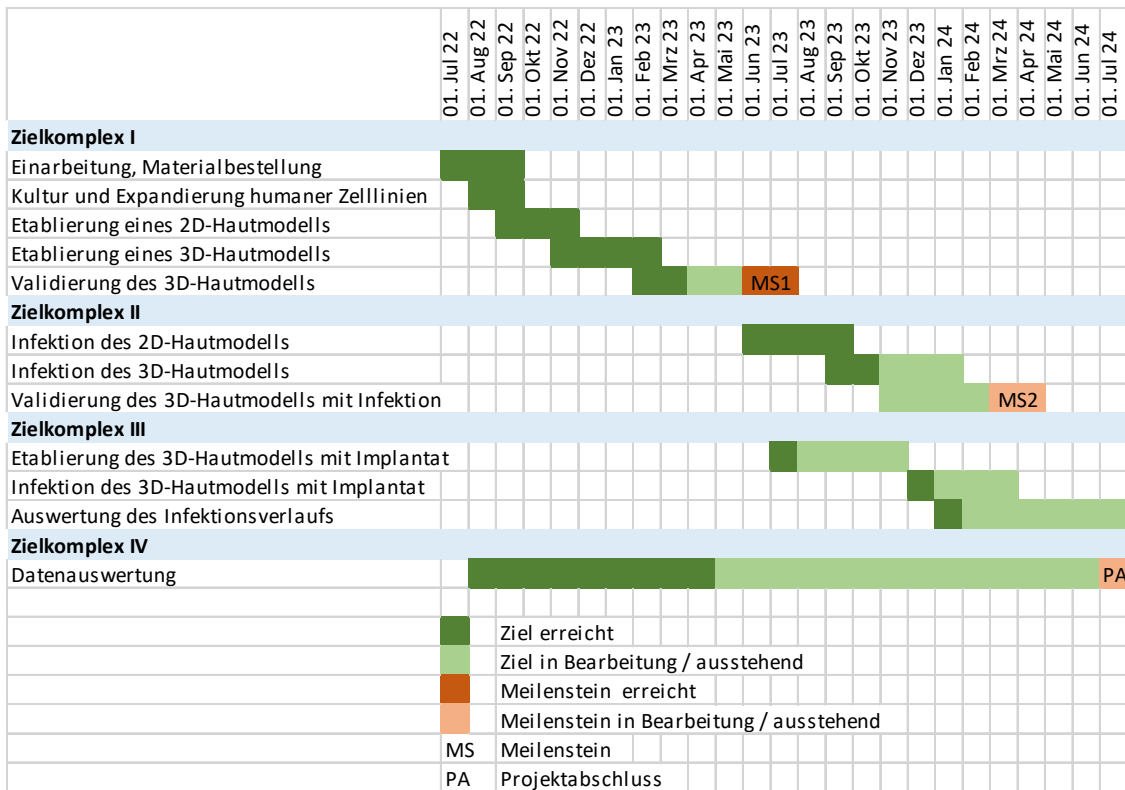 01. Jul 22
01. Aug 22
01. Sep 22
01. Okt 22
01. Nov 22
01. Dez 22
01. Jan 23
01. Feb 23
01. Mrz 23
01. Apr 23
01. Mai 23
01. Jun 23
01. Jul 23
01. Aug 23
01. Sep 23
01. Okt 23
01. Nov 23
01. Dez 23
01. Jan 24
01. Feb 24
01. Mrz 24
01. Apr 24
01. Mai 24
01. Jun 24
01. Jul 24
Zielkomplex I
Einarbeitung, Materialbestellung
Kultur und Expandierung humaner Zelllinien
Etablierung eines 2D-Hautmodells
Etablierung eines 3D-Hautmodells
Validierung des 3D-Hautmodells MS1
Zielkomplex II
Infektion des 2D-Hautmodells
Infektion des 3D-Hautmodells
Validierung des 3D-Hautmodells mit Infektion MS2
Zielkomplex III
Etablierung des 3D-Hautmodells mit Implantat
Infektion des 3D-Hautmodells mit Implantat
Auswertung des Infektionsverlaufs
Zielkomplex IV
Datenauswertung PA
Ziel erreicht
Ziel in Bearbeitung / ausstehend
Meilenstein erreicht
Meilenstein in Bearbeitung / ausstehend
MS Meilenstein
PA Projektabschluss